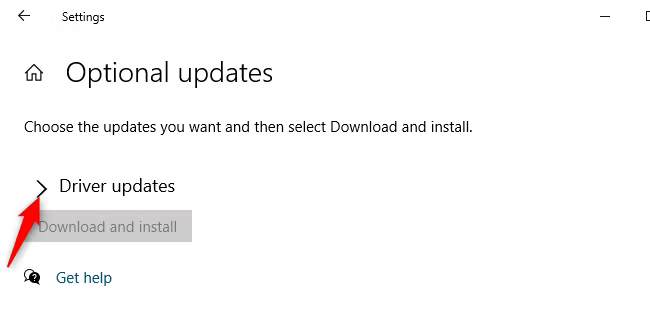 Settings
Optional updates
Choose the updates you want and then select Download and install.
Driver updates
Download and install
Get help